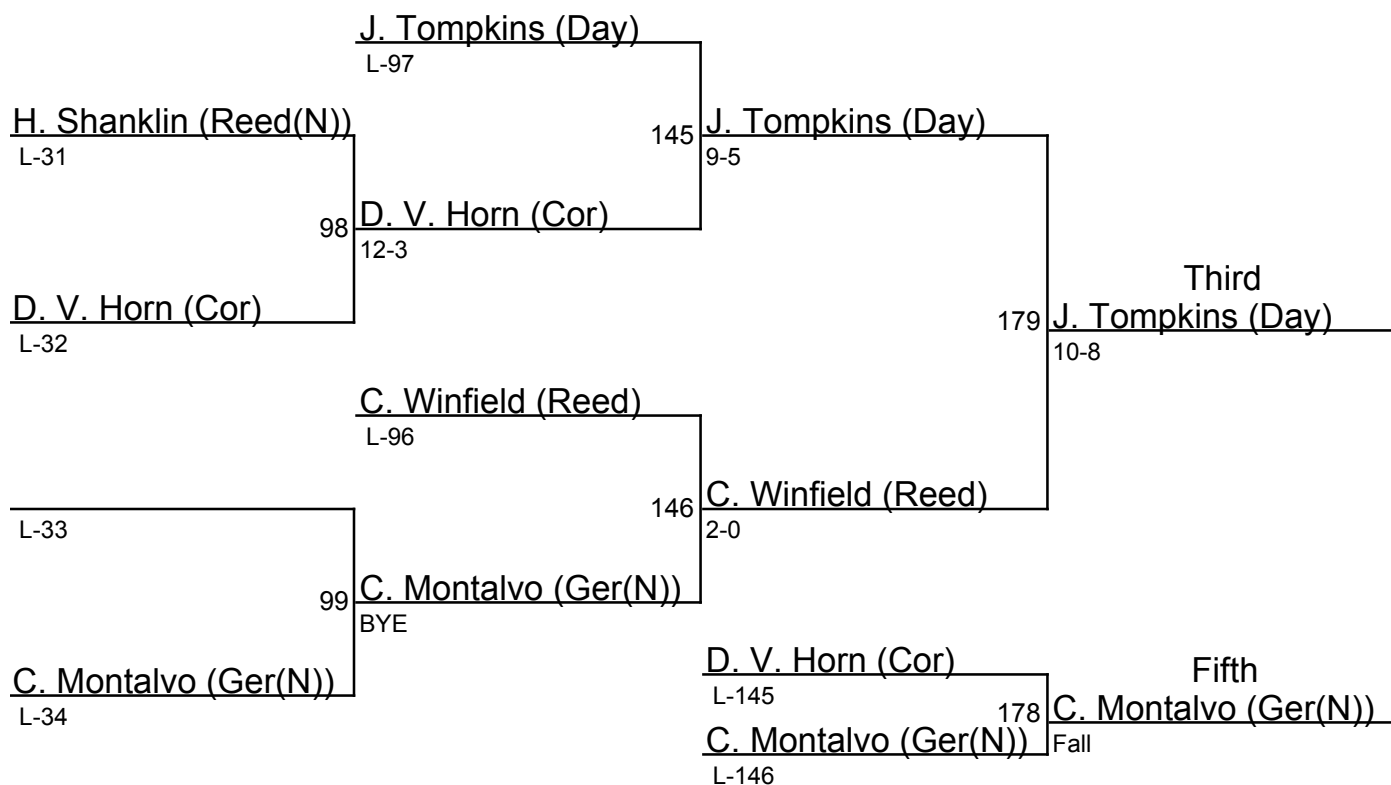 J. Tompkins (Day)
L-97
H. Shanklin (Reed(N))
L-31
145 J. Tompkins (Day)
9-5
98 D. V. Horn (Cor)
12-3
D. V. Horn (Cor)
L-32
Third
179 J. Tompkins (Day)
10-8
C. Winfield (Reed)
L-96
L-33
146 C. Winfield (Reed)
2-0
99 C. Montalvo (Ger(N))
BYE
C. Montalvo (Ger(N))
L-34
D. V. Horn (Cor)
L-145
Fifth
178 C. Montalvo (Ger(N))
Fall
C. Montalvo (Ger(N))
L-146